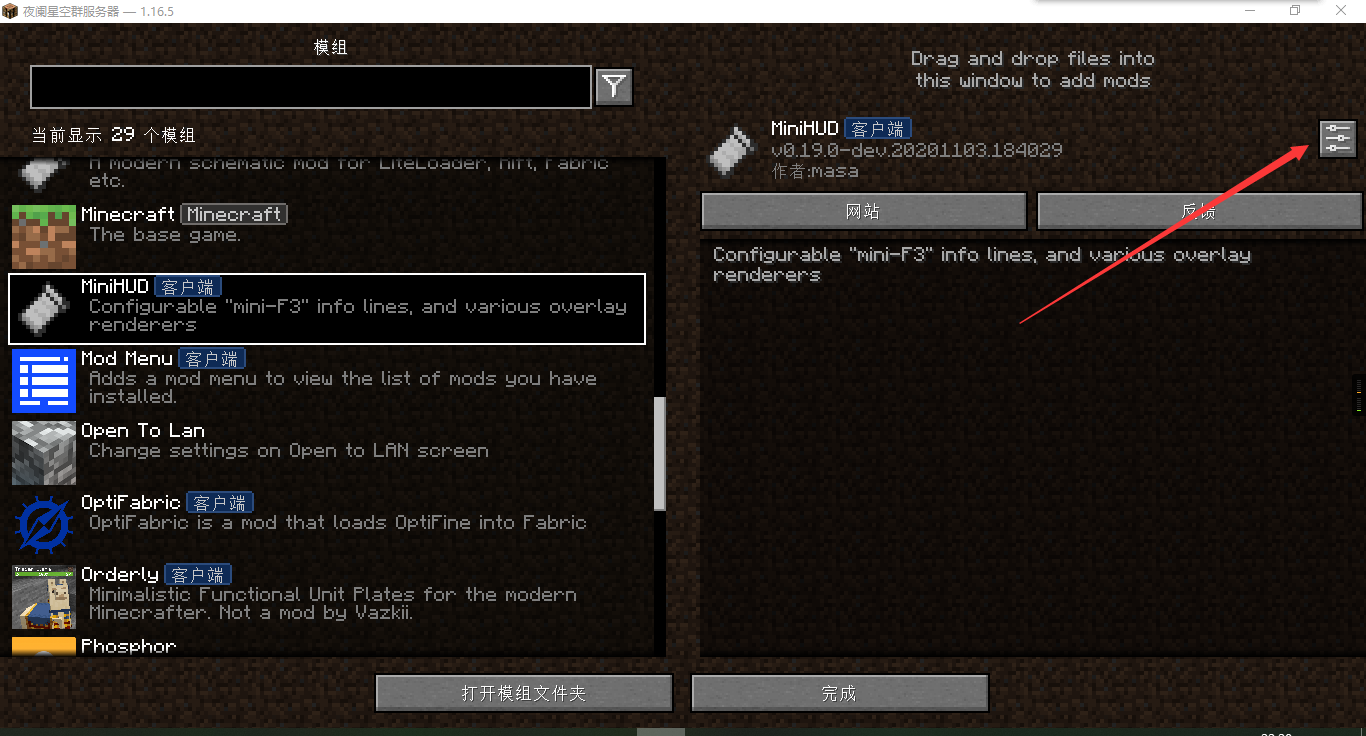 夜阑星空群服务器 — 1.16.5
模组
当前显示 29 个模组
A modern schematic mod for LiteLoader, Rift, Fabric
etc.
Minecraft Minecraft
The base game.
MiniHUD 客户端
Configurable "mini-F3" info lines, and various overlay
renderers
Mod Menu 客户端
Adds a mod menu to view the list of mods you have
installed.
Open To Lan
Change settings on Open to LAN screen
OptiFabric 客户端
OptiFabric is a mod that loads OptiFine into Fabric
Orderly 客户端
Minimalistic Functional Unit Plates for the modern
Minecrafter. Not a mod by Vazkii.
Phosphor
Drag and drop files into
this window to add mods
MiniHUD 客户端
v0.19.0-dev.20201103.184029
作者:masa
网站
反馈
Configurable "mini-F3" info lines, and various overlay
renderers
打开模组文件夹
完成